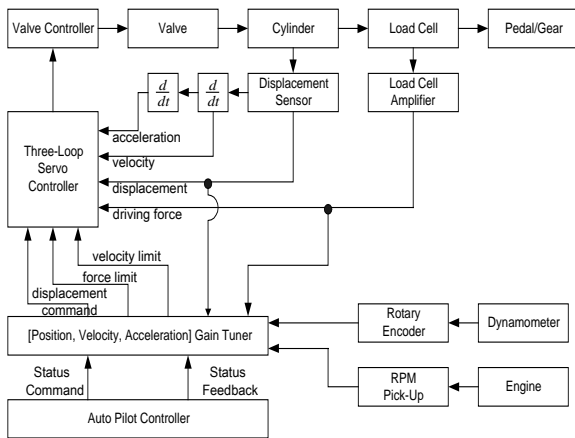 Valve Controller
Valve
Cylinder
Load Cell
Pedal/Gear
d
dt
d
dt
Displacement
Sensor
Load Cell
Amplifier
acceleration
velocity
displacement
driving force
Three-Loop
Servo
Controller
velocity limit
force limit
displacement
command
[Position, Velocity, Acceleration] Gain Tuner
Rotary
Encoder
Dynamometer
RPM
Pick-Up
Engine
Status
Command
Status
Feedback
Auto Pilot Controller